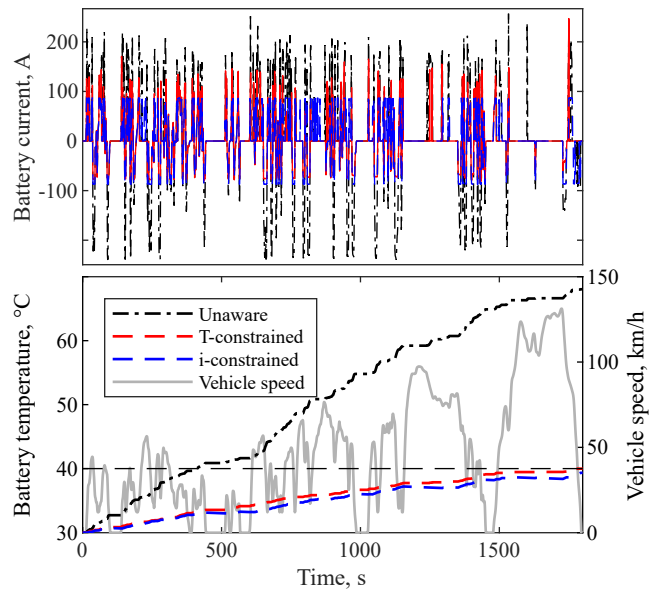 Battery current, A
200
100
0
-100
Battery temperature, °C
60
50
40
30
Unaware
T-constrained
i-constrained
Vehicle speed
150
100
50
0
Vehicle speed, km/h
0
500
1000
1500
Time, s